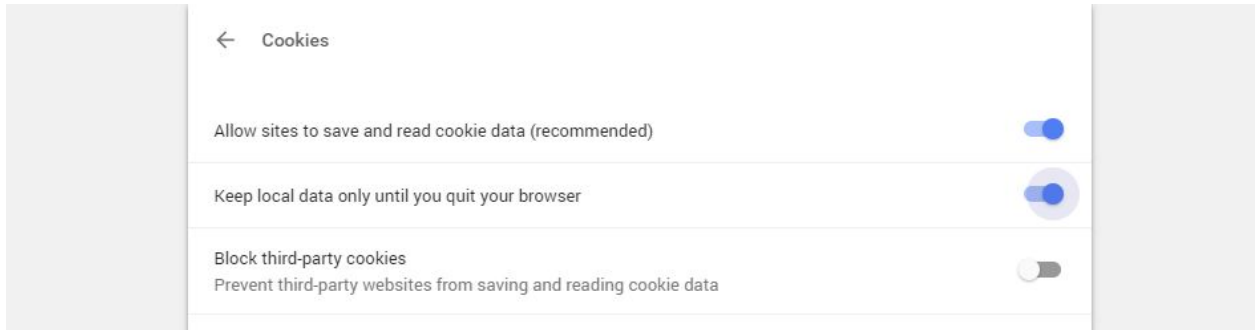 Cookies
Allow sites to save and read cookie data (recommended)
Keep local data only until you quit your browser
Block third-party cookies
Prevent third-party websites from saving and reading cookie data